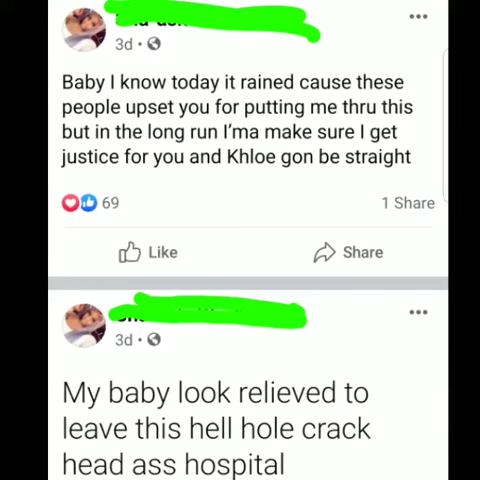 3d ·
Baby I know today it rained cause these
people upset you for putting me thru this
but in the long run I'ma make sure I get
justice for you and Khloe gon be straight
69 1 Share
Like Share
3d ·
My baby look relieved to
leave this hell hole crack
head ass hospital